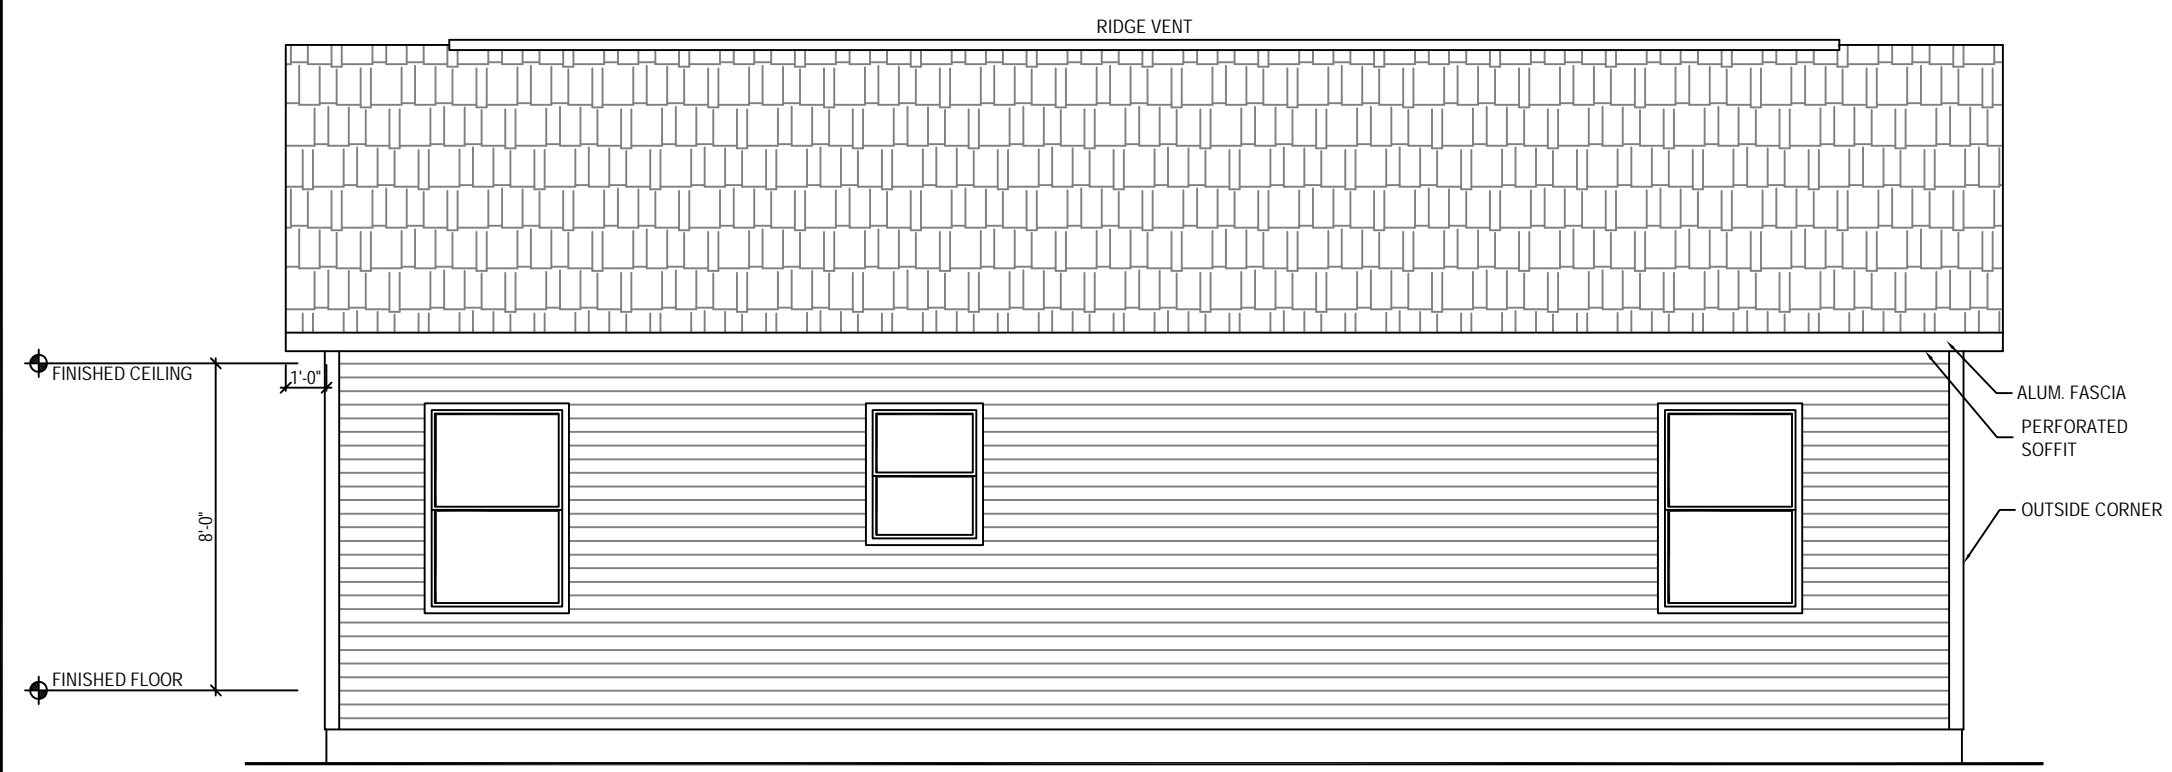 RIDGE VENT
FINISHED CEILING
1'-0"
ALUM. FASCIA
PERFORATED
SOFFIT
8'-0"
OUTSIDE CORNER
FINISHED FLOOR